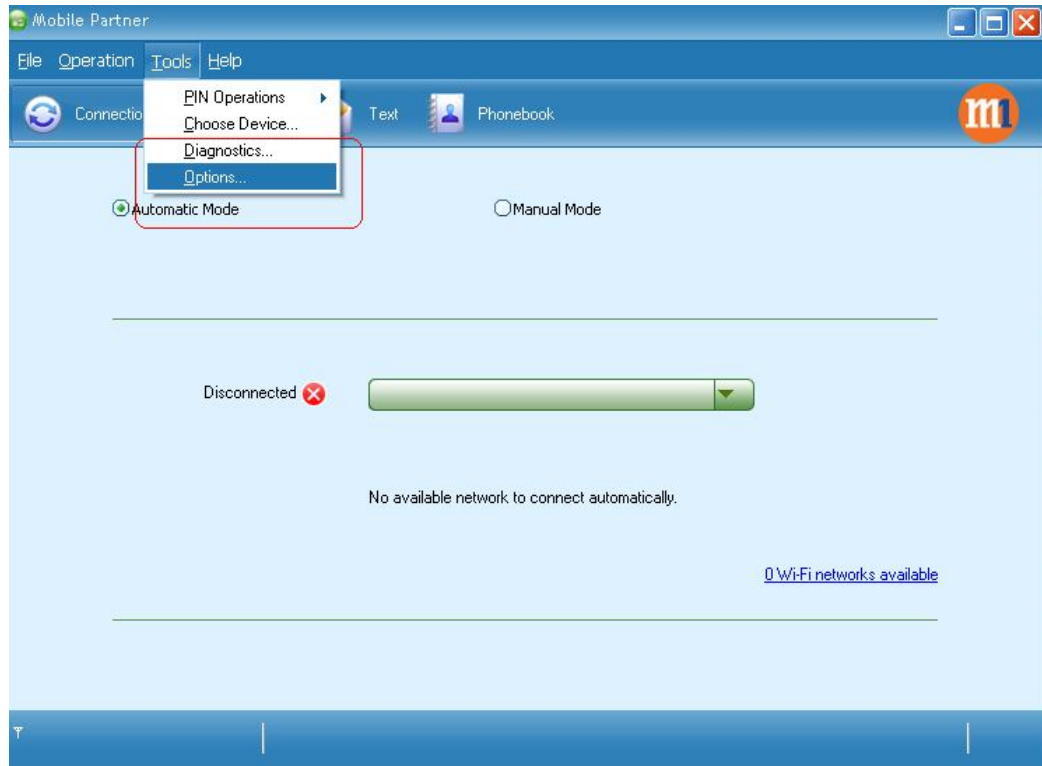 Mobile Partner
File Operation Tools Help
Connectio Text Phonebook
m1
PIN Operations
Choose Device...
Diagnostics...
Options...
Automatic Mode Manual Mode
Disconnected
No available network to connect automatically.
0 Wi-Fi networks available